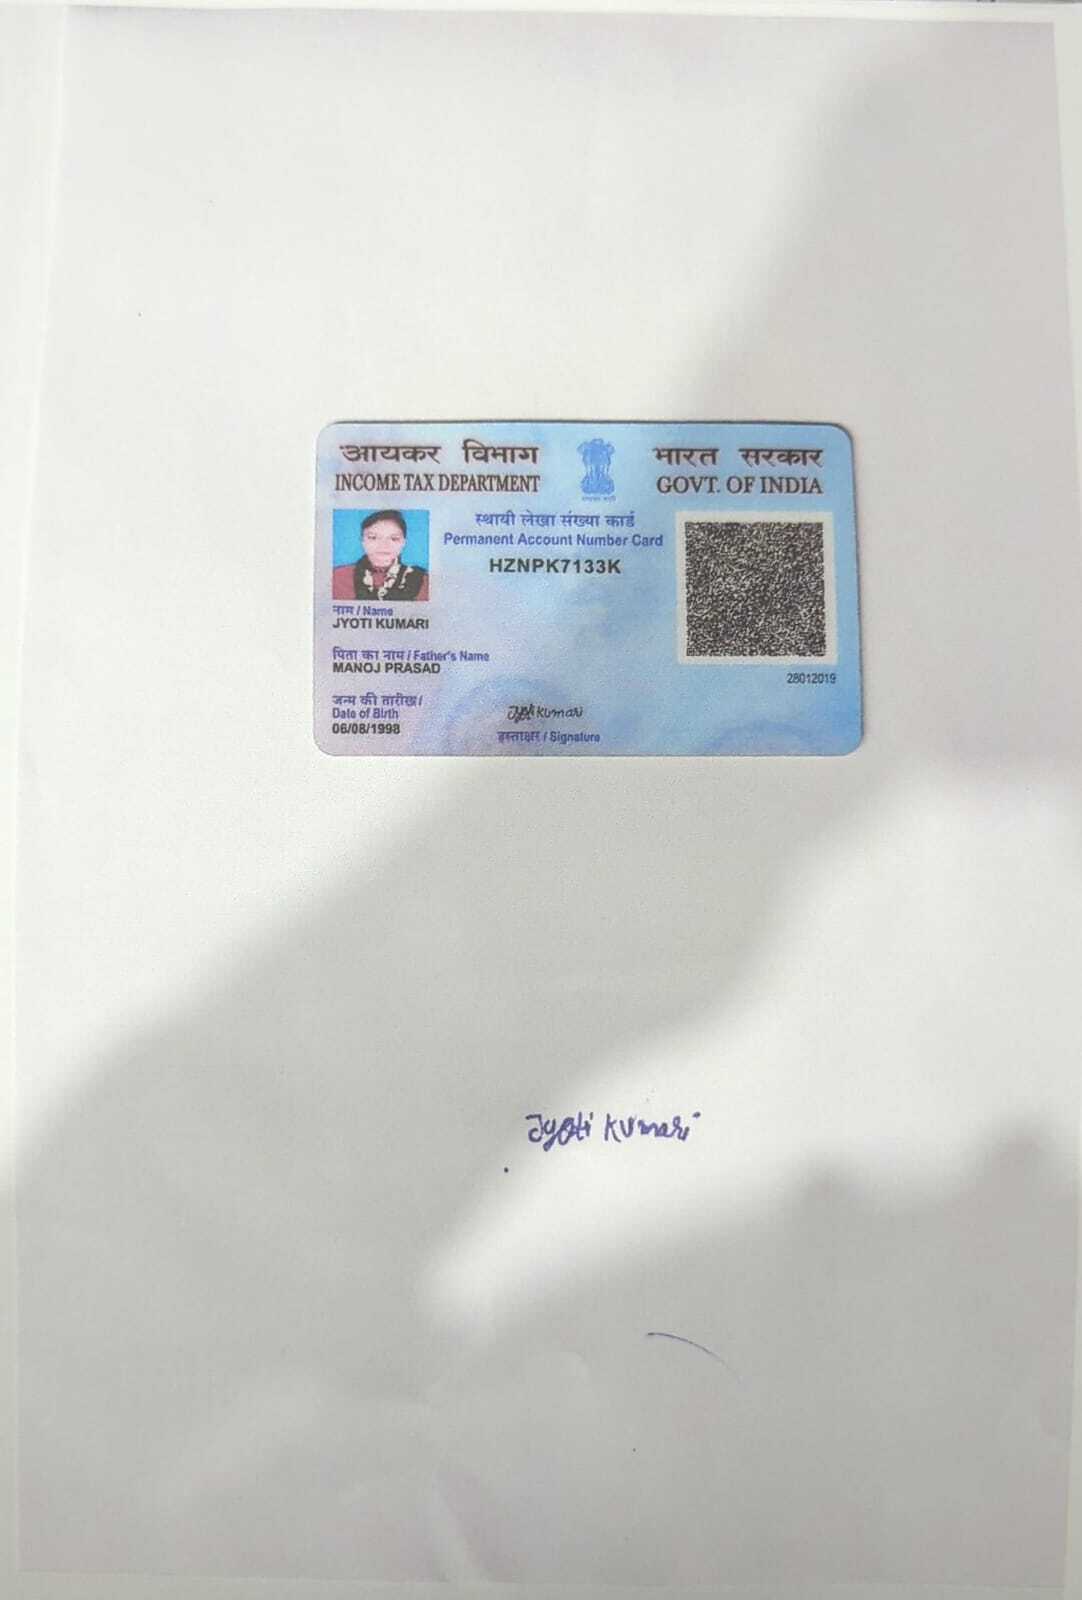 आयकर विभाग
INCOME TAX DEPARTMENT
भारत सरकार
GOVT. OF INDIA
स्थायी लेखा संख्या कार्ड
Permanent Account Number Card
HZNPK7133K
नाम / Name
JYOTI KUMARI
पिता का नाम / Father's Name
MANOJ PRASAD
जन्म की तारीख /
Date of Birth
06/08/1998
Jyoti Kumari
हस्ताक्षर / Signature
28012019
Jyoti Kumari